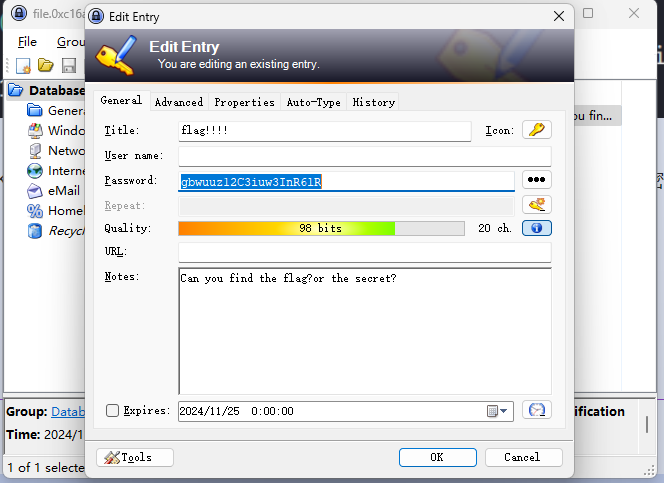 file.0xc16a
Edit Entry
File
Grou
Edit Entry
You are editing an existing entry.
Database
Genera
Windo
Netwo
Interne
eMail
Homeb
Recycl
ou fin...
General
Advanced
Properties
Auto-Type
History
Title:
flag!!!!
Icon:
User name:
Password:
Repeat:
Quality:
98 bits
20 ch.
URL:
Notes:
Can you find the flag?or the secret?
Expires:
2024/11/25 0:00:00
Group: Datab
ification
Time: 2024/1
Tools
OK
Cancel
1 of 1 selecte